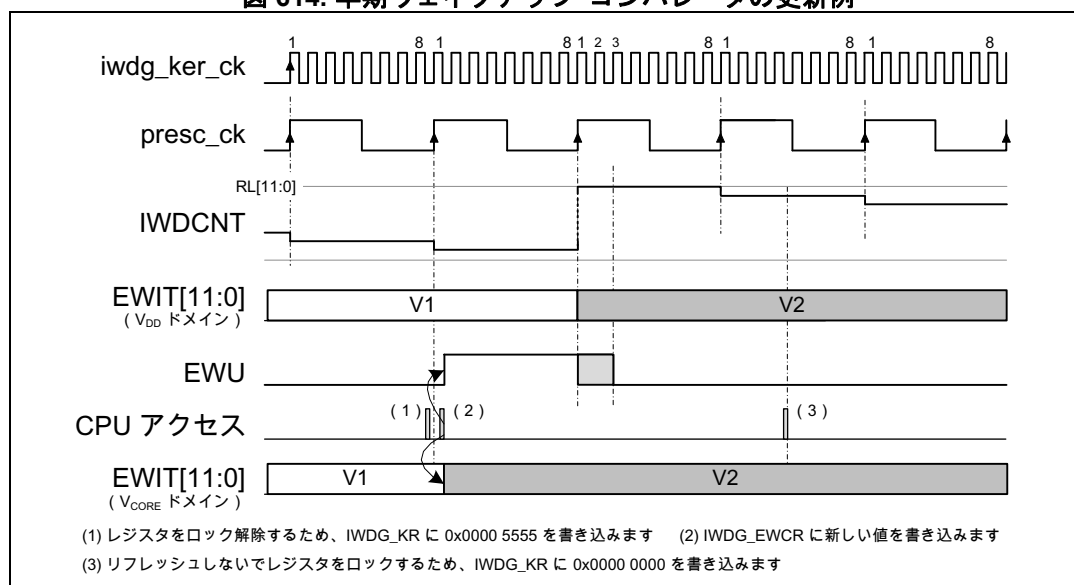 図 814. 早期ウェイクアップ コンパレータの更新例
1 8 1 8 1 2 3 8 1 8 1 8
iwdg_ker_ck
presc_ck
RL[11:0]
IWDCNT
EWIT[11:0]
V1 V2
( VDD ドメイン )
EWU
( 1 ) ( 2 ) ( 3 )
CPU アクセス
EWIT[11:0]
V1 V2
( VCORE ドメイン )
(1) レジスタをロック解除するため、IWDG_KR に 0x0000 5555 を書き込みます (2) IWDG_EWCR に新しい値を書き込みます
(3) リフレッシュしないでレジスタをロックするため、IWDG_KR に 0x0000 0000 を書き込みます